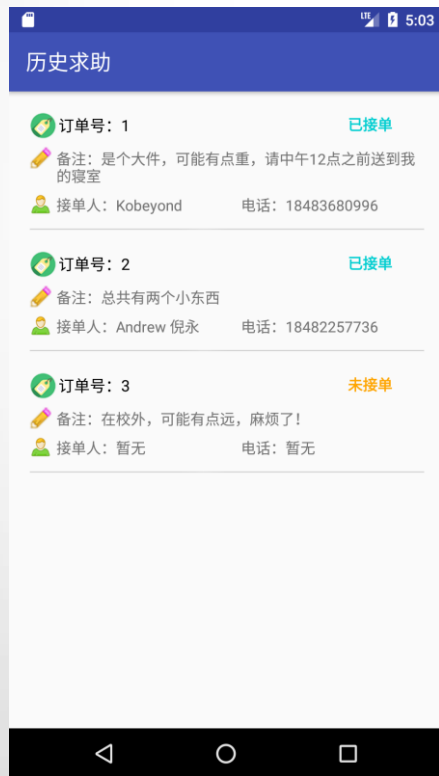 LTE 5:03
历史求助
订单号：1 已接单
备注：是个大件，可能有点重，请中午12点之前送到我
的寝室
接单人：Kobeyond 电话：18483680996
订单号：2 已接单
备注：总共有两个小东西
接单人：Andrew 倪永 电话：18482257736
订单号：3 未接单
备注：在校外，可能有点远，麻烦了！
接单人：暂无 电话：暂无